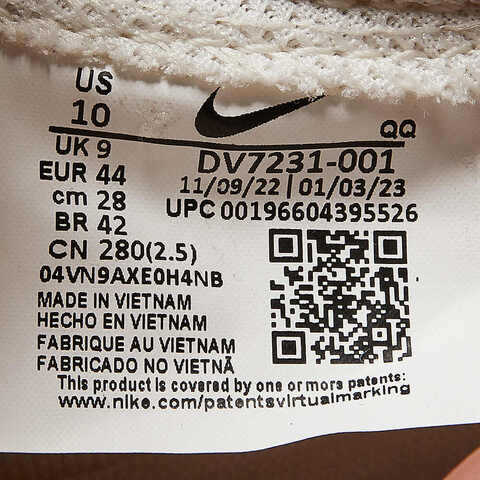 US
10
QQ
UK 9
EUR 44
cm 28
BR 42
CN 280(2.5)
DV7231-001
11/09/22 | 01/03/23
UPC 00196604395526
04VN9AXE0H4NB
MADE IN VIETNAM
HECHO EN VIETNAM
FABRIQUE AU VIETNAM
FABRICADO NO VIETNÃ
This product is covered by one or mors patents:
www.nike.com/patentsvirtualmarking